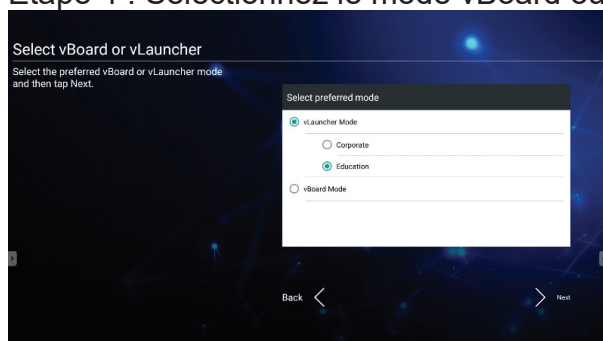 Select vBoard or vLauncher
Select the preferred vBoard or vLauncher mode
and then tap Next.
Select preferred mode
vLauncher Mode
Corporate
Education
vBoard Mode
Back
Next